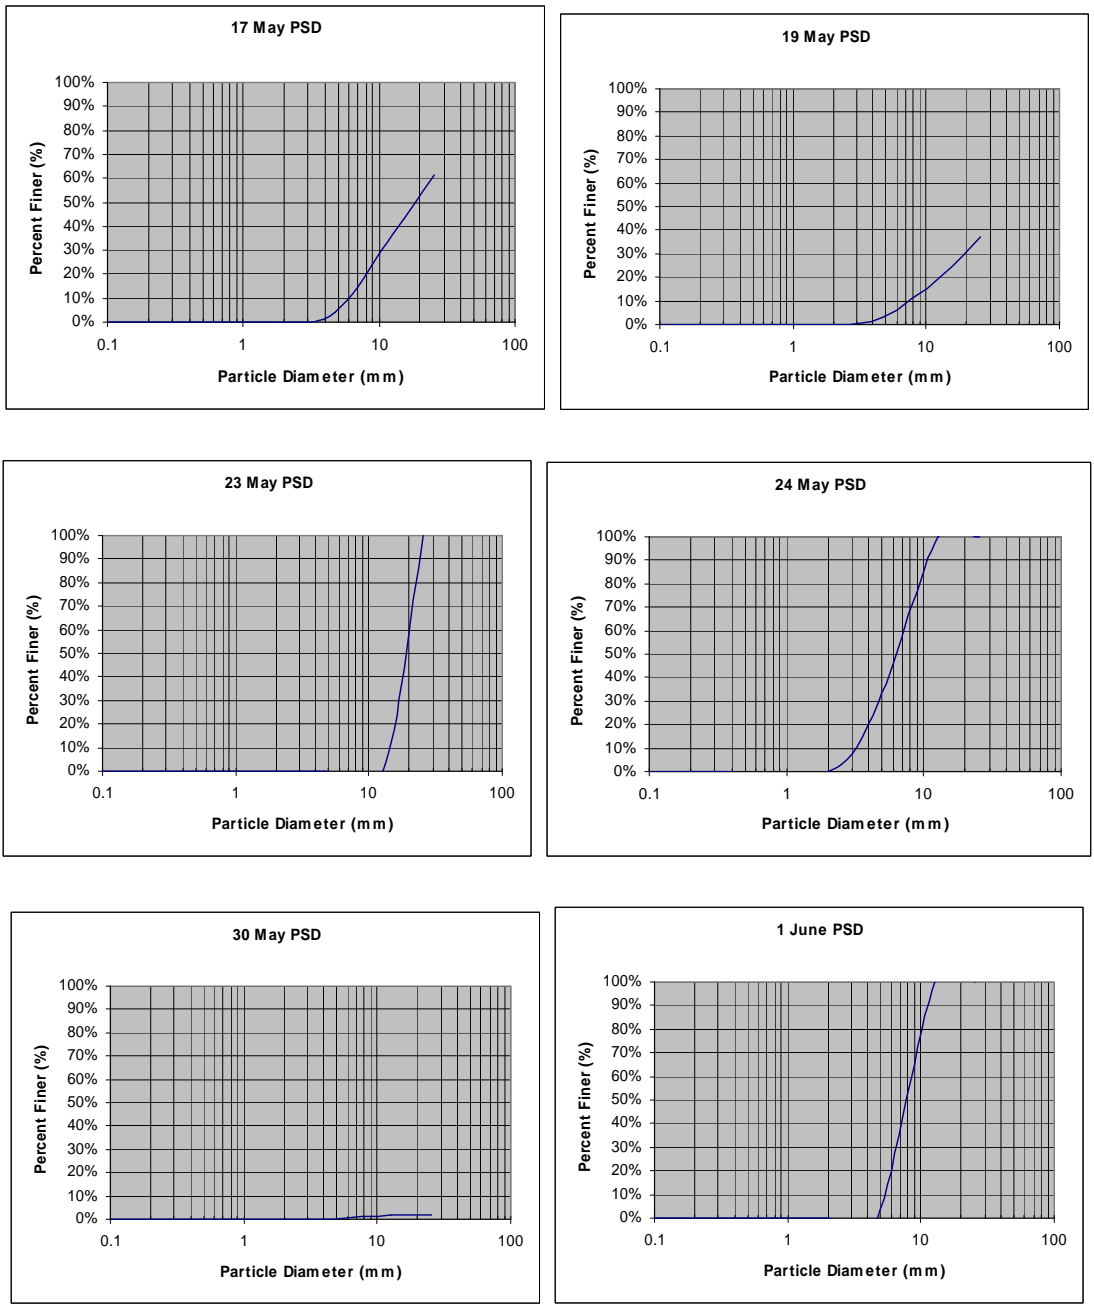 17 May PSD
100%
90%
80%
70%
60%
50%
40%
30%
20%
10%
0%
Percent Finer (%)
0.1 1 10 100
Particle Diameter (mm)
19 May PSD
100%
90%
80%
70%
60%
50%
40%
30%
20%
10%
0%
Percent Finer (%)
0.1 1 10 100
Particle Diameter (mm)
23 May PSD
100%
90%
80%
70%
60%
50%
40%
30%
20%
10%
0%
Percent Finer (%)
0.1 1 10 100
Particle Diameter (mm)
24 May PSD
100%
90%
80%
70%
60%
50%
40%
30%
20%
10%
0%
Percent Finer (%)
0.1 1 10 100
Particle Diameter (mm)
30 May PSD
100%
90%
80%
70%
60%
50%
40%
30%
20%
10%
0%
Percent Finer (%)
0.1 1 10 100
Particle Diameter (mm)
1 June PSD
100%
90%
80%
70%
60%
50%
40%
30%
20%
10%
0%
Percent Finer (%)
0.1 1 10 100
Particle Diameter (mm)